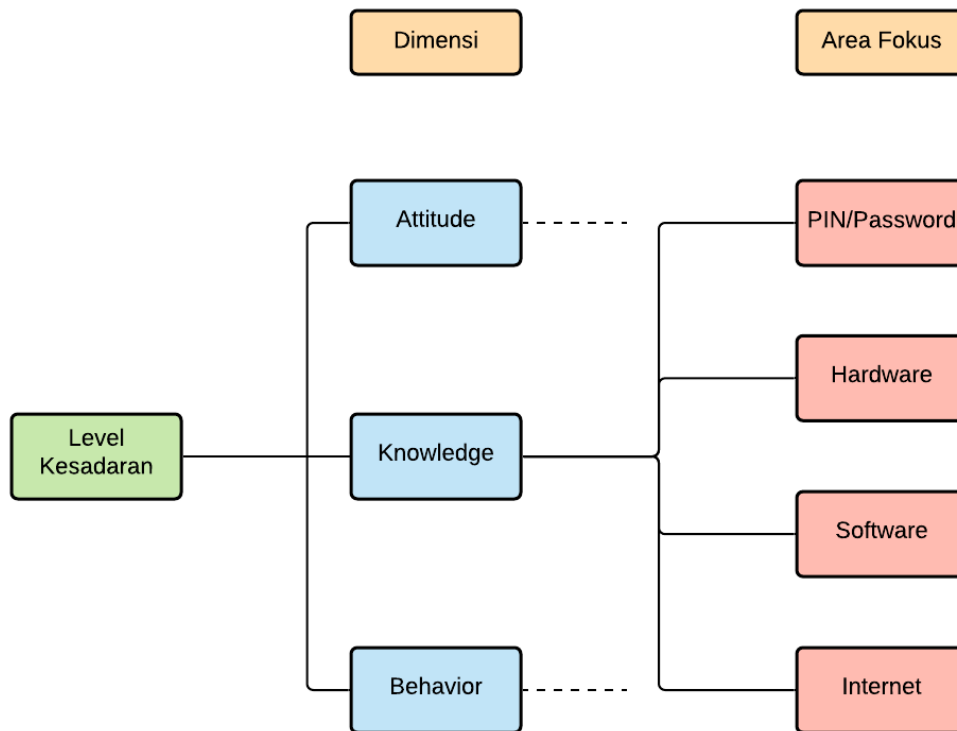 Dimensi
Area Fokus
Attitude
PIN/Password
Hardware
Level
Kesadaran
Knowledge
Software
Behavior
Internet